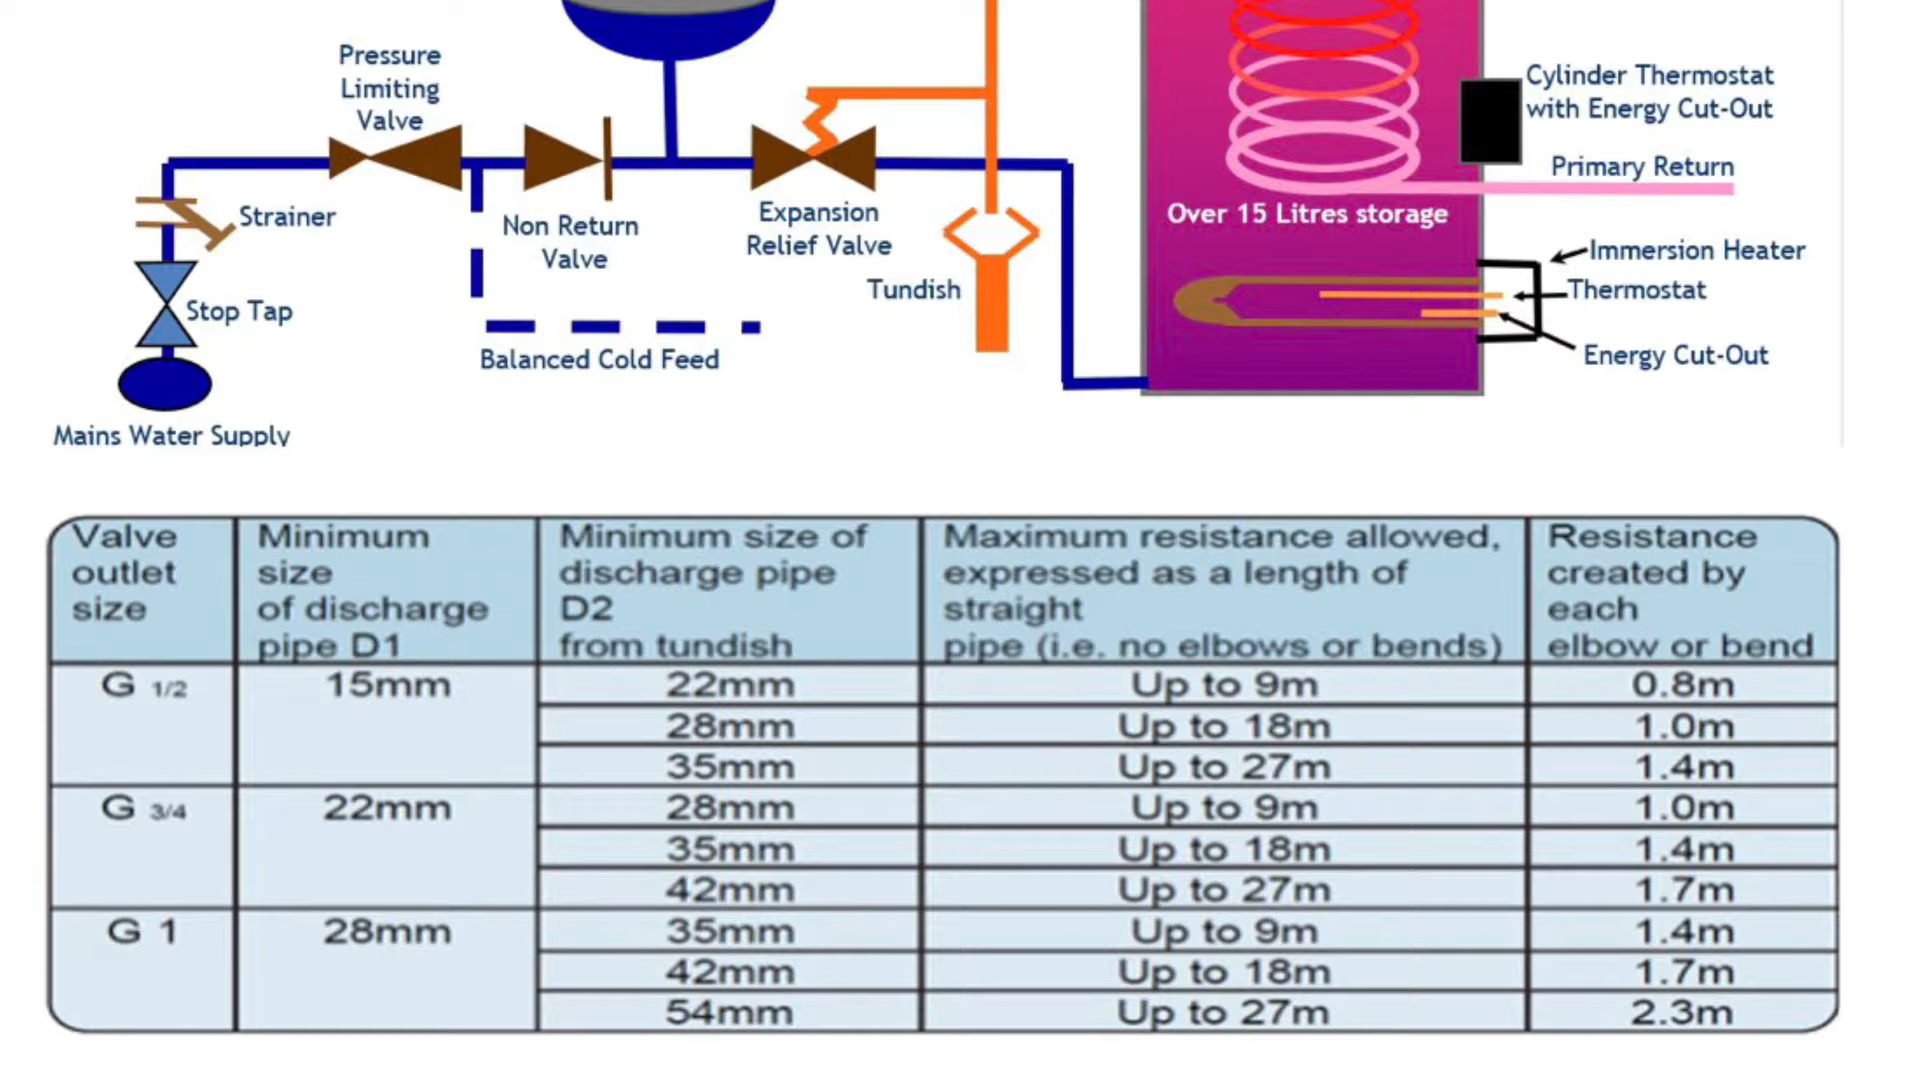 Pressure
Limiting
Valve
Cylinder Thermostat
with Energy Cut-Out
Primary Return
Strainer
Non Return
Valve
Expansion
Relief Valve
Over 15 Litres storage
Immersion Heater
Thermostat
Tundish
Stop Tap
Balanced Cold Feed
Energy Cut-Out
Mains Water Supply
Valve
outlet
size
Minimum
size
of discharge
pipe D1
Minimum size of
discharge pipe
D2
from tundish
Maximum resistance allowed,
expressed as a length of
straight
pipe (i.e. no elbows or bends)
Resistance
created by
each
elbow or bend
G 1/2 15mm 22mm Up to 9m 0.8m
28mm Up to 18m 1.0m
35mm Up to 27m 1.4m
G 3/4 22mm 28mm Up to 9m 1.0m
35mm Up to 18m 1.4m
42mm Up to 27m 1.7m
G 1 28mm 35mm Up to 9m 1.4m
42mm Up to 18m 1.7m
54mm Up to 27m 2.3m